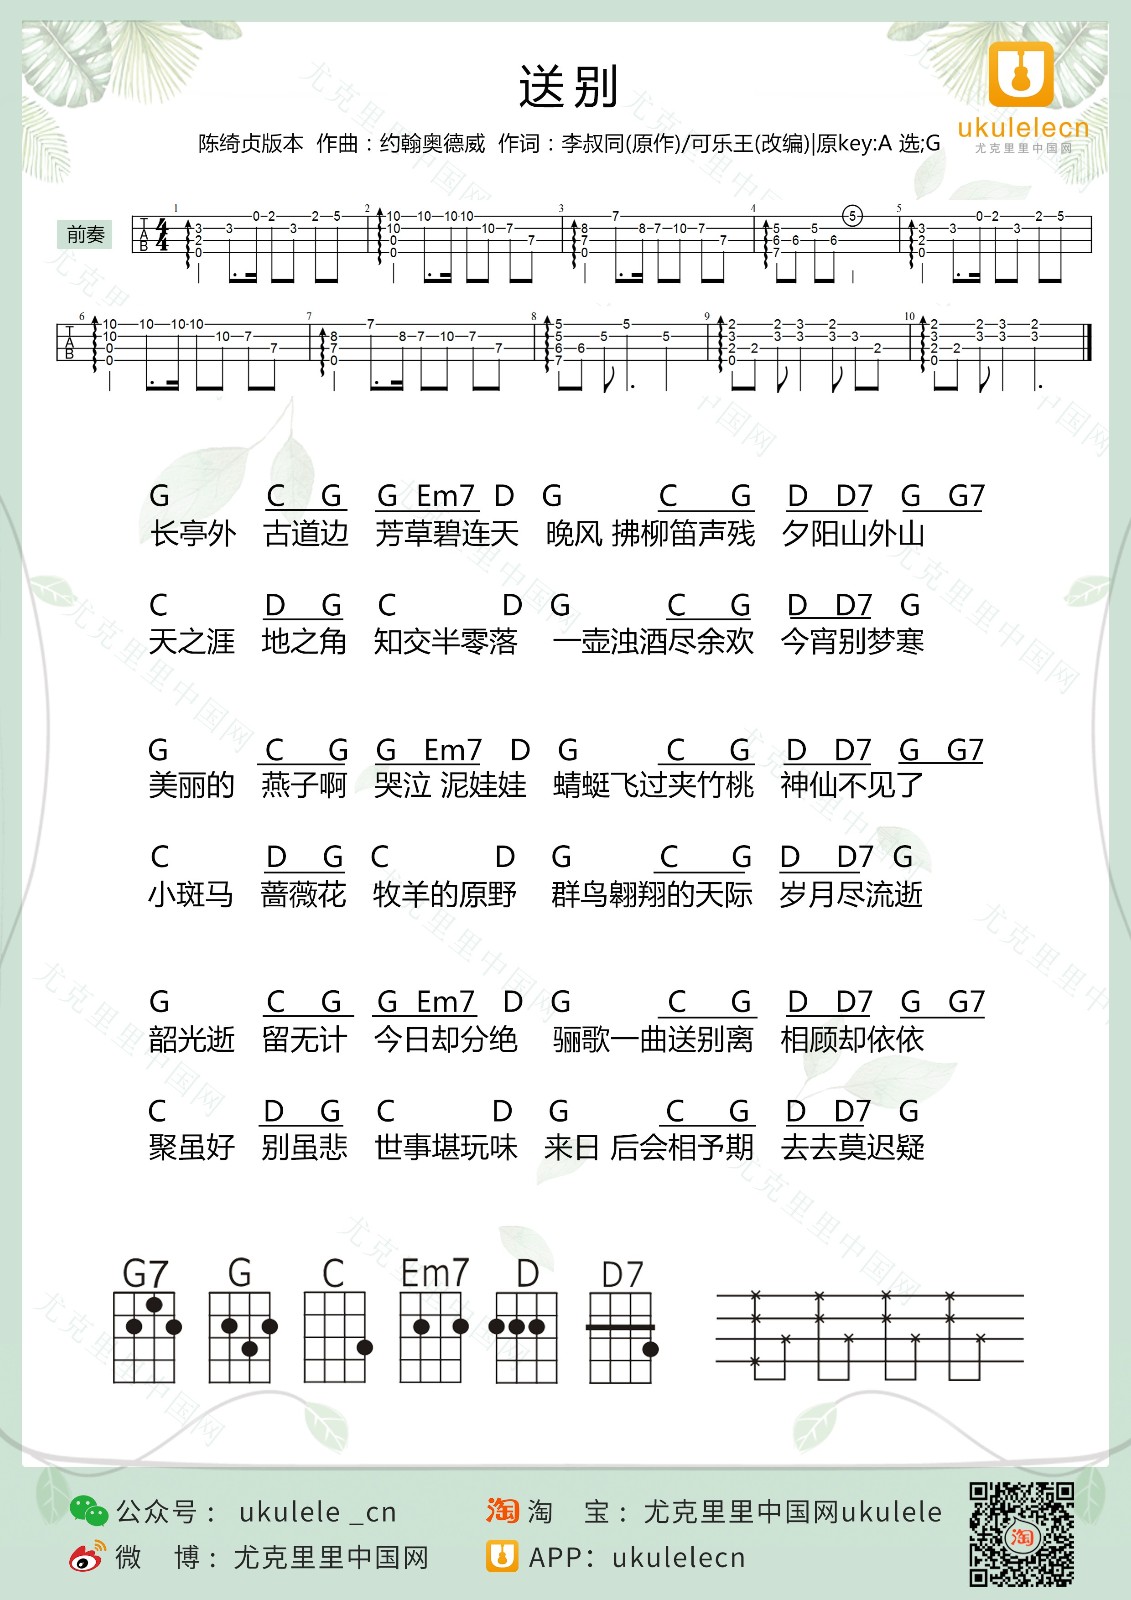 送别
ukulelecn
尤克里里中国网
陈绮贞版本 作曲：约翰奥德威 作词：李叔同(原作)/可乐王(改编)|原key:A 选;G
前奏
G C G G Em7 D G C G D D7 G G7
长亭外 古道边 芳草碧连天 晚风 拂柳笛声残 夕阳山外山
C D G C D G C G D D7 G
天之涯 地之角 知交半零落 一壶浊酒尽余欢 今宵别梦寒
G C G G Em7 D G C G D D7 G G7
美丽的 燕子啊 哭泣 泥娃娃 蜻蜓飞过夹竹桃 神仙不见了
C D G C D G C G D D7 G
小斑马 蔷薇花 牧羊的原野 群鸟翱翔的天际 岁月尽流逝
G C G G Em7 D G C G D D7 G G7
韶光逝 留无计 今日却分绝 骊歌一曲送别离 相顾却依依
C D G C D G C G D D7 G
聚虽好 别虽悲 世事堪玩味 来日 后会相予期 去去莫迟疑
G7 G C Em7 D D7
公众号： ukulele _cn
淘 淘 宝：尤克里里中国网ukulele
微 博：尤克里里中国网
APP：ukulelecn
淘